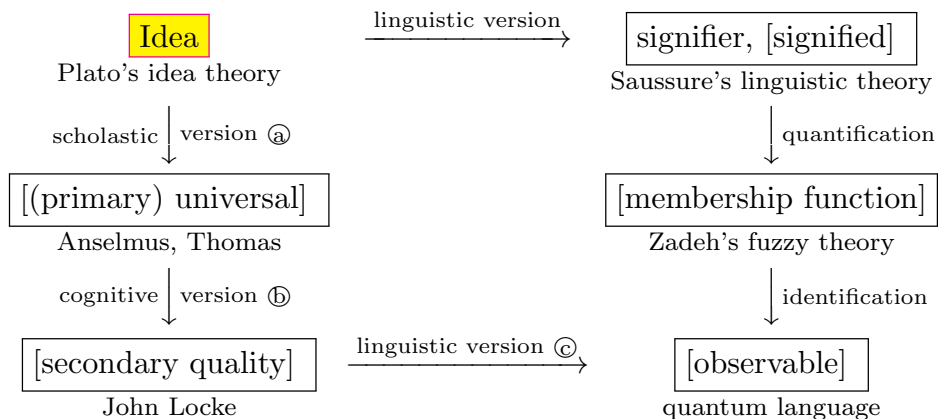 Idea
linguistic version
signifier, [signified]
Plato's idea theory
Saussure's linguistic theory
scholastic version ⓐ
quantification
[(primary) universal]
[membership function]
Anselmus, Thomas
Zadeh's fuzzy theory
cognitive version ⓑ
identification
[secondary quality]
linguistic version ⓒ
[observable]
John Locke
quantum language